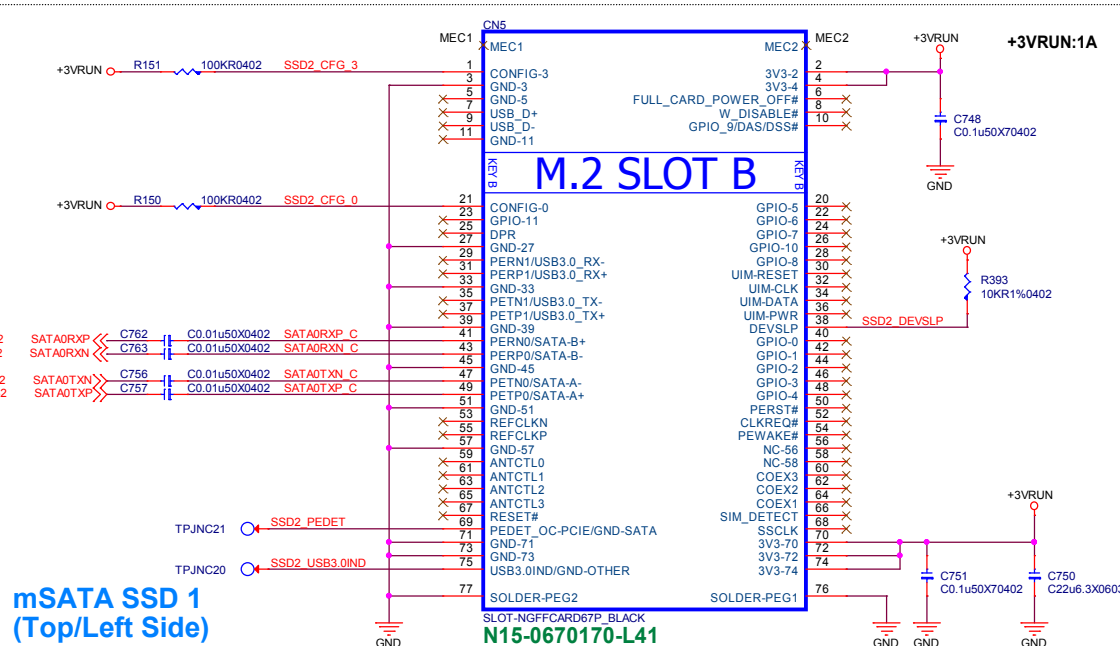 CN5
MEC1 MEC1 MEC2 MEC2
+3VRUN R151 100KR0402 SSD2_CFG_3 1 CONFIG-3
3 GND-3
5 GND-5
7 USB_D+
9 USB_D-
11 GND-11
3V3-2 2
3V3-4 4
FULL_CARD_POWER_OFF# 6
W_DISABLE# 8
GPIO_9/DAS/DSS# 10
+3VRUN
+3VRUN:1A
C748
C0.1u50X70402
GND
KEY B M.2 SLOT B KEY B
+3VRUN R150 100KR0402 SSD2_CFG_0 21 CONFIG-0
23 GPIO-11
25 DPR
27 GND-27
29 PERN1/USB3.0_RX-
31 PERP1/USB3.0_RX+
33 GND-33
35 PETN1/USB3.0_TX-
37 PETP1/USB3.0_TX+
39 GND-39
2 SATA0RXP C762 C0.01u50X0402 SATA0RXP_C 41 PERN0/SATA-B+
2 SATA0RXN C763 C0.01u50X0402 SATA0RXN_C 43 PERP0/SATA-B-
45 GND-45
2 SATA0TXN C756 C0.01u50X0402 SATA0TXN_C 47 PETN0/SATA-A-
2 SATA0TXP C757 C0.01u50X0402 SATA0TXP_C 49 PETP0/SATA-A+
51 GND-51
53 REFCLKN
55 REFCLKP
57 GND-57
59 ANTCTL0
61 ANTCTL1
63 ANTCTL2
65 ANTCTL3
67 RESET#
TPJNC21 SSD2_PEDET 69 PEDET_OC-PCIE/GND-SATA
71 GND-71
73 GND-73
TPJNC20 SSD2_USB3.0IND 75 USB3.0IND/GND-OTHER
77 SOLDER-PEG2
GPIO-5 20
GPIO-6 22
GPIO-7 24
GPIO-10 26
GPIO-8 28
UIM-RESET 30
UIM-CLK 32
UIM-DATA 34
UIM-PWR 36
DEVSLP 38 SSD2_DEVSLP
GPIO-0 40
GPIO-1 42
GPIO-2 44
GPIO-3 46
GPIO-4 48
PERST# 50
CLKREQ# 52
PEWAKE# 54
NC-56 56
NC-58 58
COEX3 60
COEX2 62
COEX1 64
SIM_DETECT 66
SSCLK 68
3V3-70 70
3V3-72 72
3V3-74 74
SOLDER-PEG1 76
+3VRUN
R393
10KR1%0402
+3VRUN
C751
C0.1u50X70402
C750
C22u6.3X0603
mSATA SSD 1
(Top/Left Side)
GND
SLOT-NGFFCARD67P_BLACK
N15-0670170-L41
GND GND GND